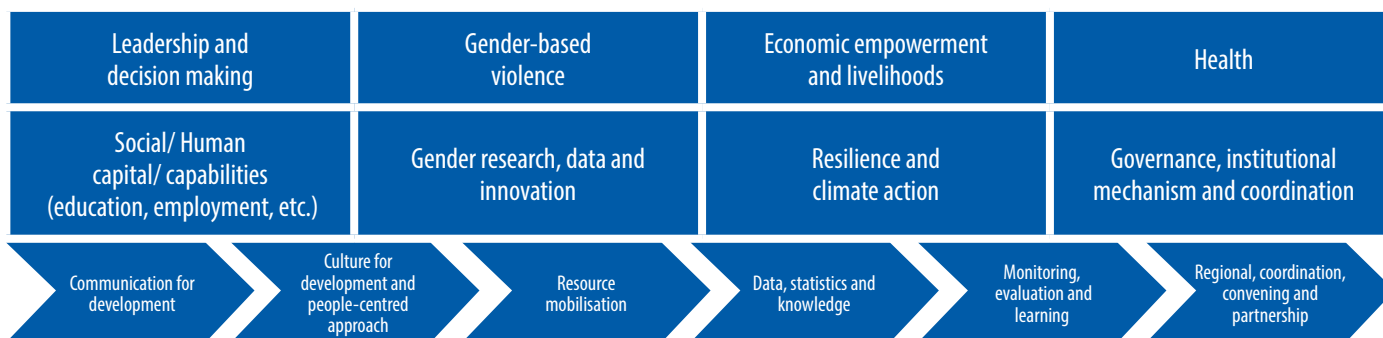 Leadership and
decision making
Gender-based
violence
Economic empowerment
and livelihoods
Health
Social/ Human
capital/ capabilities
(education, employment, etc.)
Gender research, data and
innovation
Resilience and
climate action
Governance, institutional
mechanism and coordination
Communication for
development
Culture for
development and
people-centred
approach
Resource
mobilisation
Data, statistics and
knowledge
Monitoring,
evaluation and
learning
Regional, coordination,
convening and
partnership